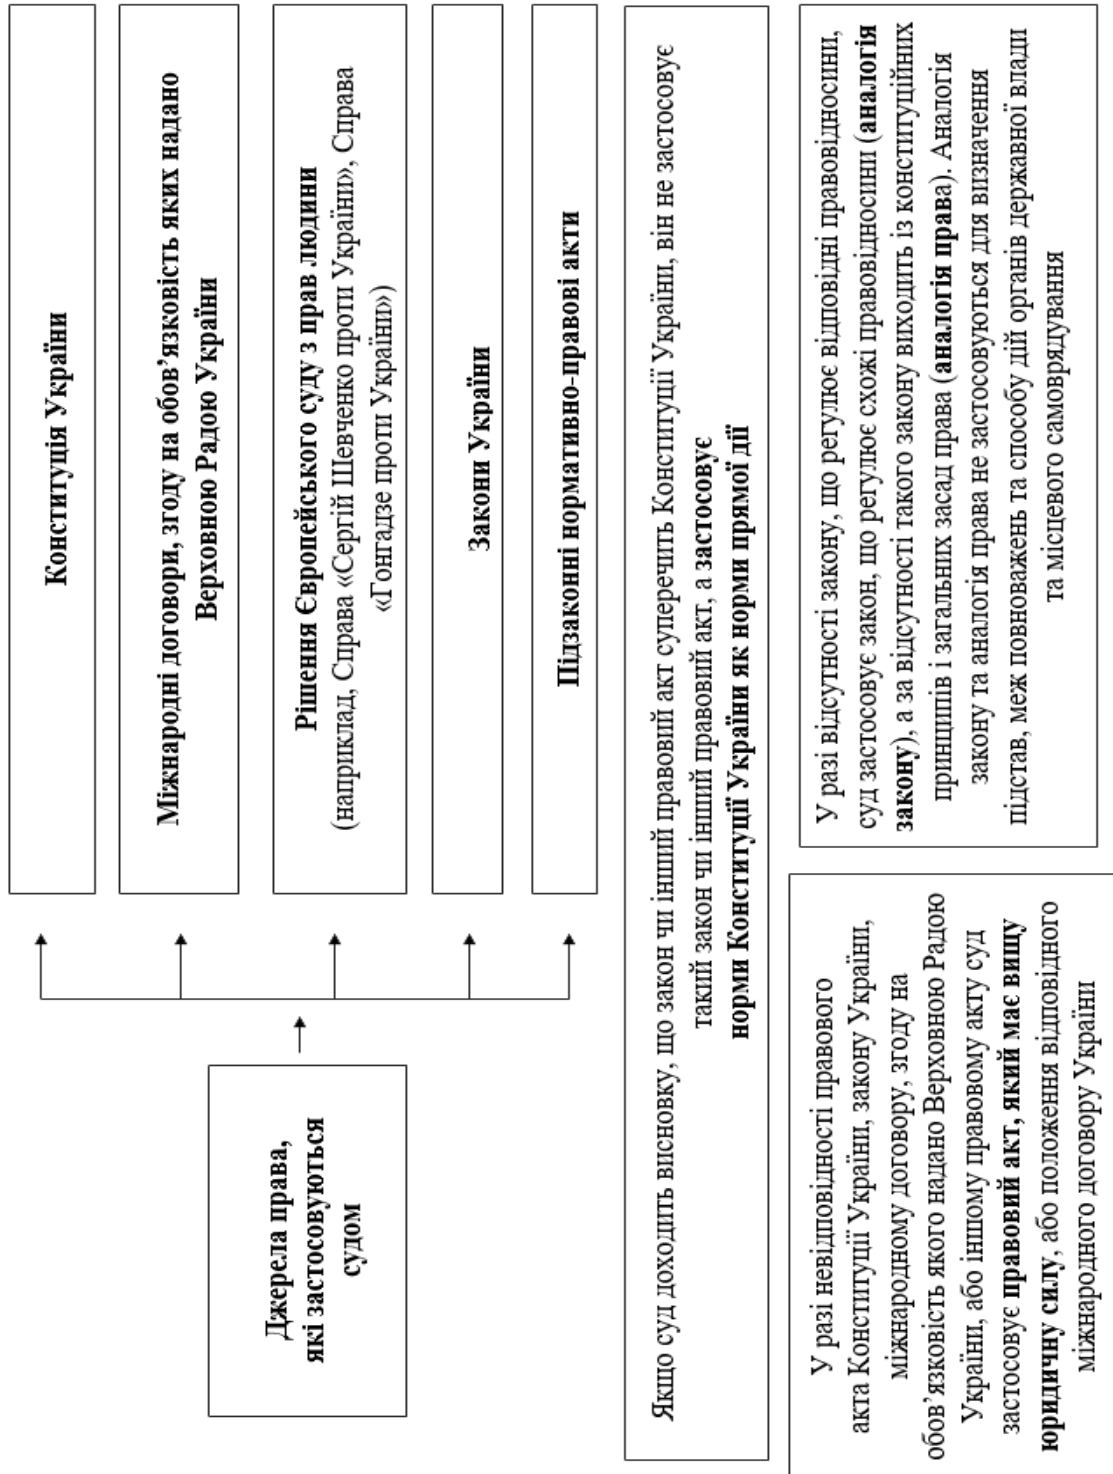 Джерела права,
які застосовуються
судом
Конституція України
Міжнародні договори, згоду на обов’язковість яких надано
Верховною Радою України
Рішення Європейського суду з прав людини
(наприклад, Справа «Сергій Шевченко проти України», Справа
«Гонгадзе проти України»)
Закони України
Підзаконні нормативно-правові акти
Якщо суд доходить висновку, що закон чи інший правовий акт суперечить Конституції України, він не застосовує
такий закон чи інший правовий акт, а застосовує
норми Конституції України як норми прямої дії
У разі невідповідності правового
акта Конституції України, закону України,
міжнародному договору, згоду на
обов’язковість якого надано Верховною Радою
України, або іншому правовому акту суд
застосовує правовий акт, який має вищу
юридичну силу, або положення відповідного
міжнародного договору України
У разі відсутності закону, що регулює відповідні правовідносини,
суд застосовує закон, що регулює схожі правовідносини (аналогія
закону), а за відсутності такого закону виходить із конституційних
принципів і загальних засад права (аналогія права). Аналогія
закону та аналогія права не застосовуються для визначення
підстав, меж повноважень та способу дій органів державної влади
та місцевого самоврядування